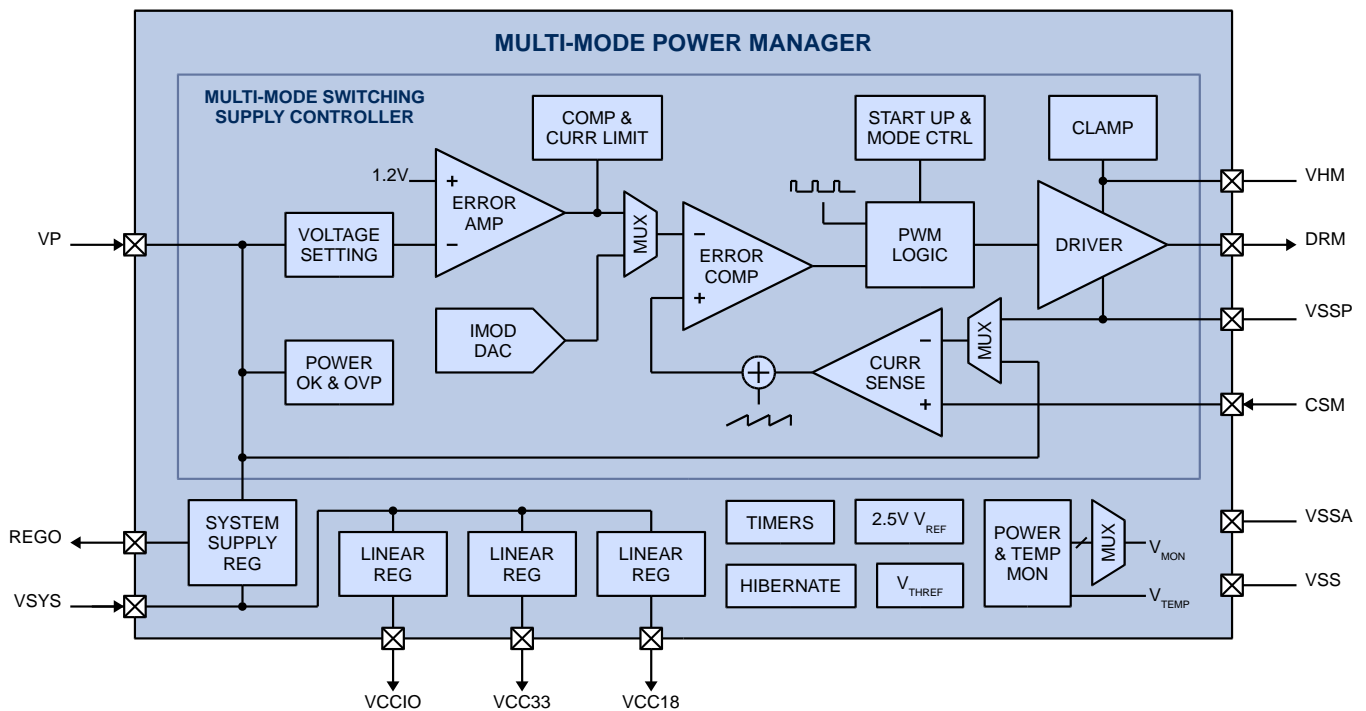 MULTI-MODE POWER MANAGER
MULTI-MODE SWITCHING
SUPPLY CONTROLLER
COMP &
CURR LIMIT
START UP &
MODE CTRL
CLAMP
1.2V
+
ERROR
AMP
−
VOLTAGE
SETTING
MUX
−
ERROR
COMP
+
PWM
LOGIC
DRIVER
VHM
VP
DRM
VSSP
IMOD
DAC
POWER
OK & OVP
MUX
−
CURR
SENSE
+
CSM
SYSTEM
SUPPLY
REG
REGO
VSYS
LINEAR
REG
LINEAR
REG
LINEAR
REG
TIMERS
2.5V VREF
HIBERNATE
VTHREF
POWER
& TEMP
MON
MUX
VMON
VTEMP
VSSA
VSS
VCCIO
VCC33
VCC18